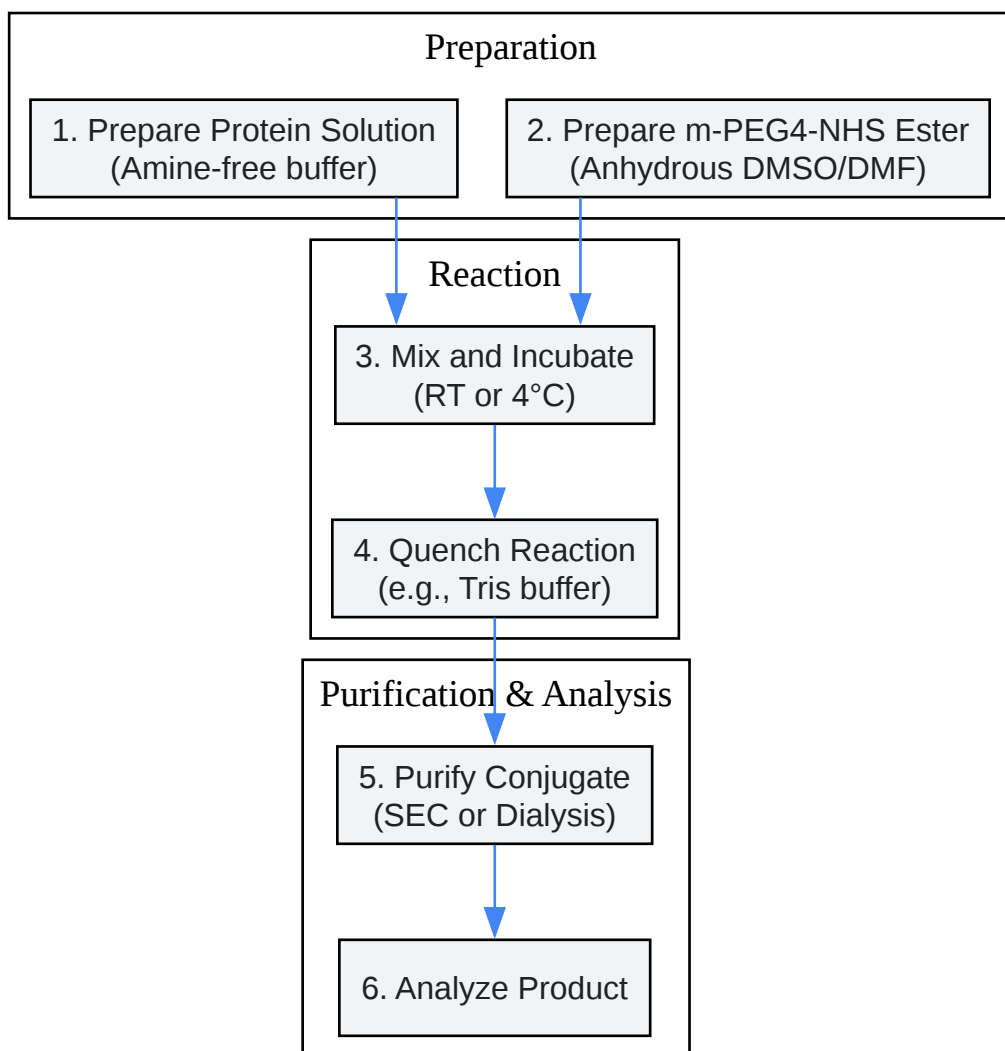 Preparation
1. Prepare Protein Solution
(Amine-free buffer)
2. Prepare m-PEG4-NHS Ester
(Anhydrous DMSO/DMF)
Reaction
3. Mix and Incubate
(RT or 4°C)
4. Quench Reaction
(e.g., Tris buffer)
Purification & Analysis
5. Purify Conjugate
(SEC or Dialysis)
6. Analyze Product